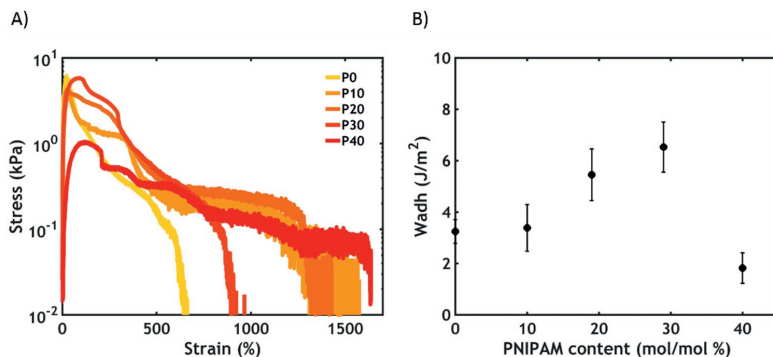 A)
B)
10^1
10^0
10^-1
10^-2
Stress (kPa)
0
500
1000
1500
Strain (%)
P0
P10
P20
P30
P40
10
8
6
4
2
0
Wadh (J/m²)
0
10
20
30
40
PNIPAM content (mol/mol %)